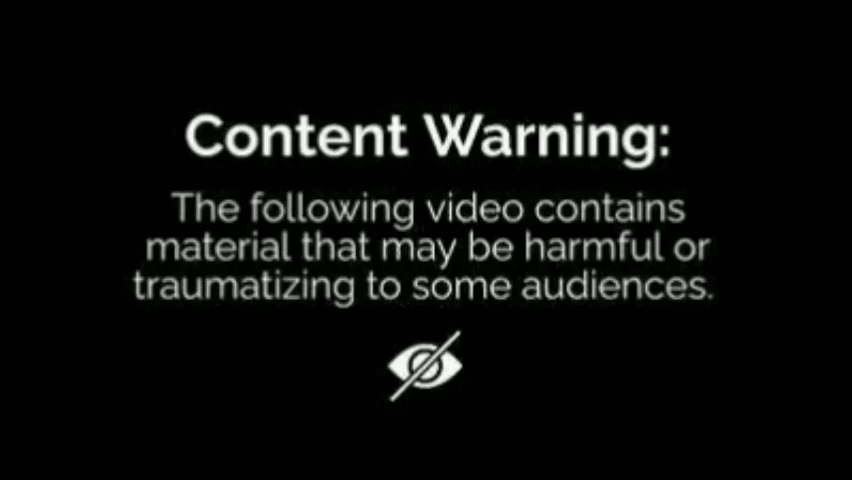 Content Warning:
The following video contains
material that may be harmful or
traumatizing to some audiences.